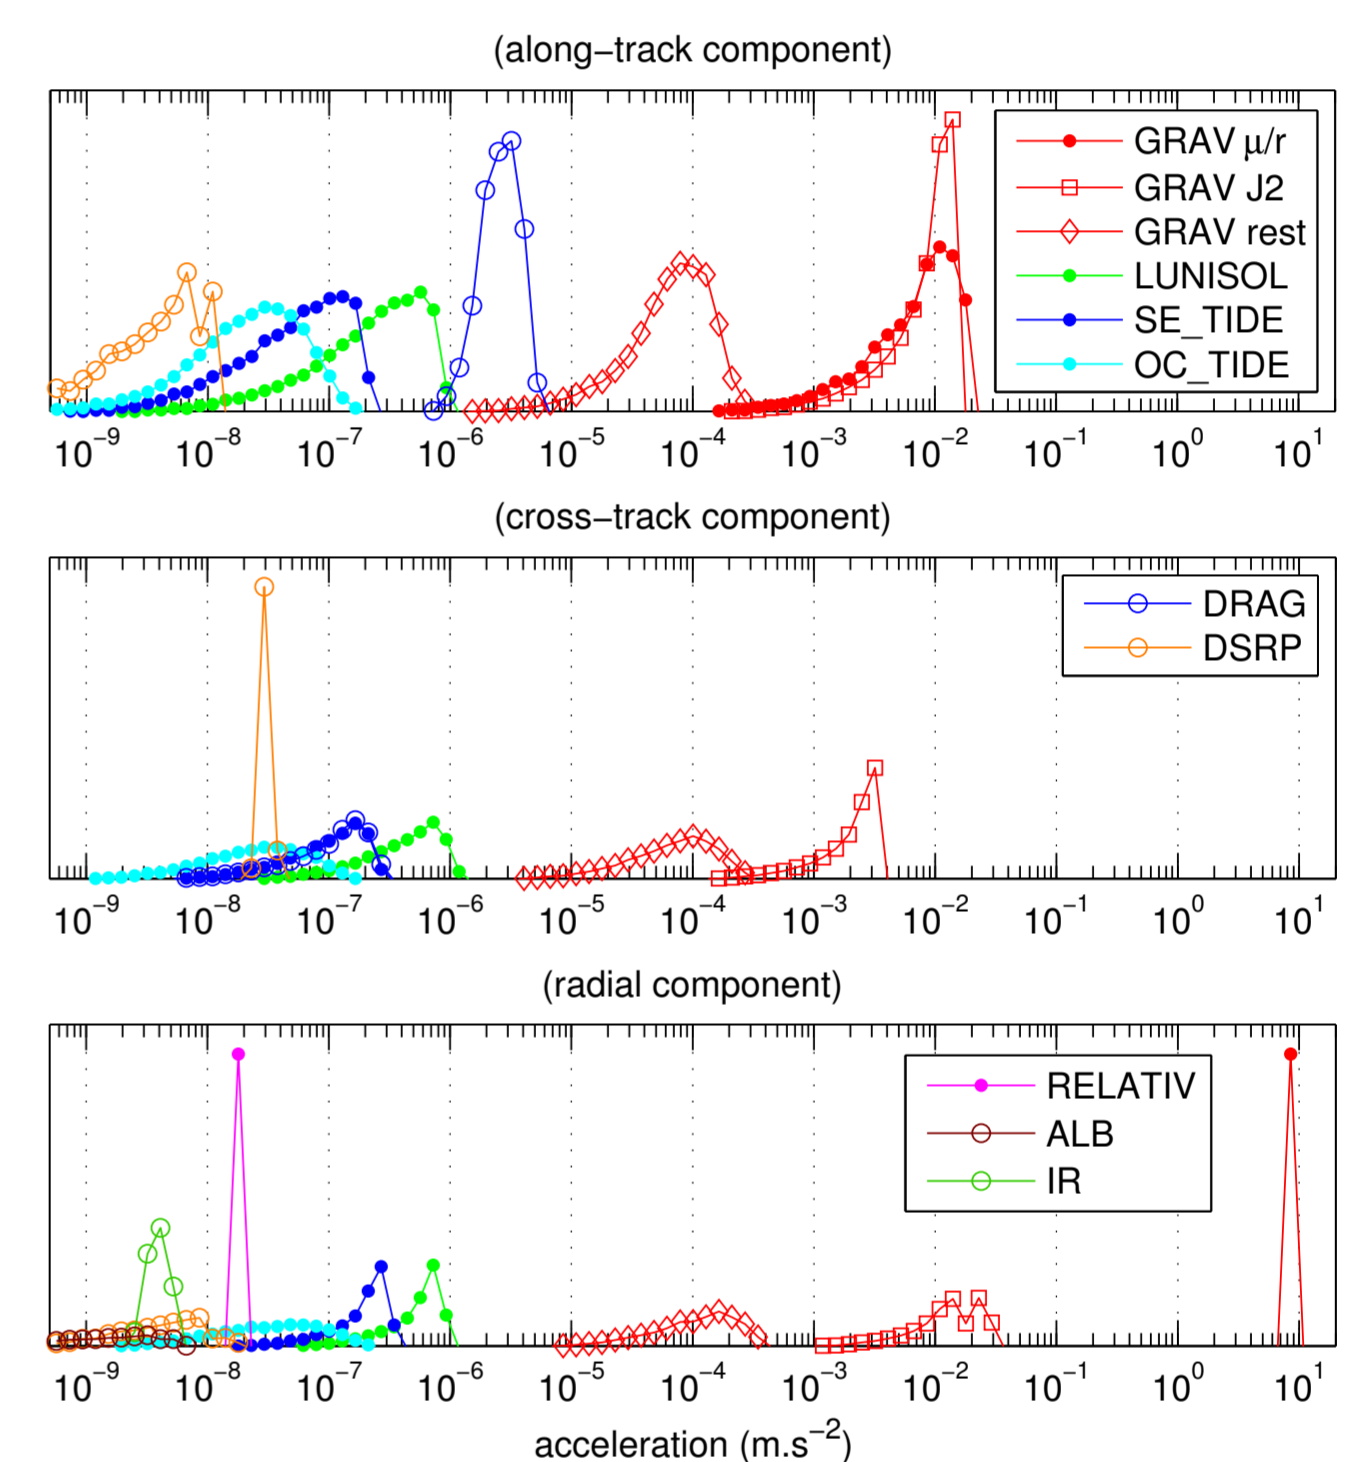 (along−track component)
GRAV μ/r
GRAV J2
GRAV rest
LUNISOL
SE_TIDE
OC_TIDE
10⁻⁹ 10⁻⁸ 10⁻⁷ 10⁻⁶ 10⁻⁵ 10⁻⁴ 10⁻³ 10⁻² 10⁻¹ 10⁰ 10¹
(cross−track component)
DRAG
DSRP
10⁻⁹ 10⁻⁸ 10⁻⁷ 10⁻⁶ 10⁻⁵ 10⁻⁴ 10⁻³ 10⁻² 10⁻¹ 10⁰ 10¹
(radial component)
RELATIV
ALB
IR
10⁻⁹ 10⁻⁸ 10⁻⁷ 10⁻⁶ 10⁻⁵ 10⁻⁴ 10⁻³ 10⁻² 10⁻¹ 10⁰ 10¹
acceleration (m.s⁻²)